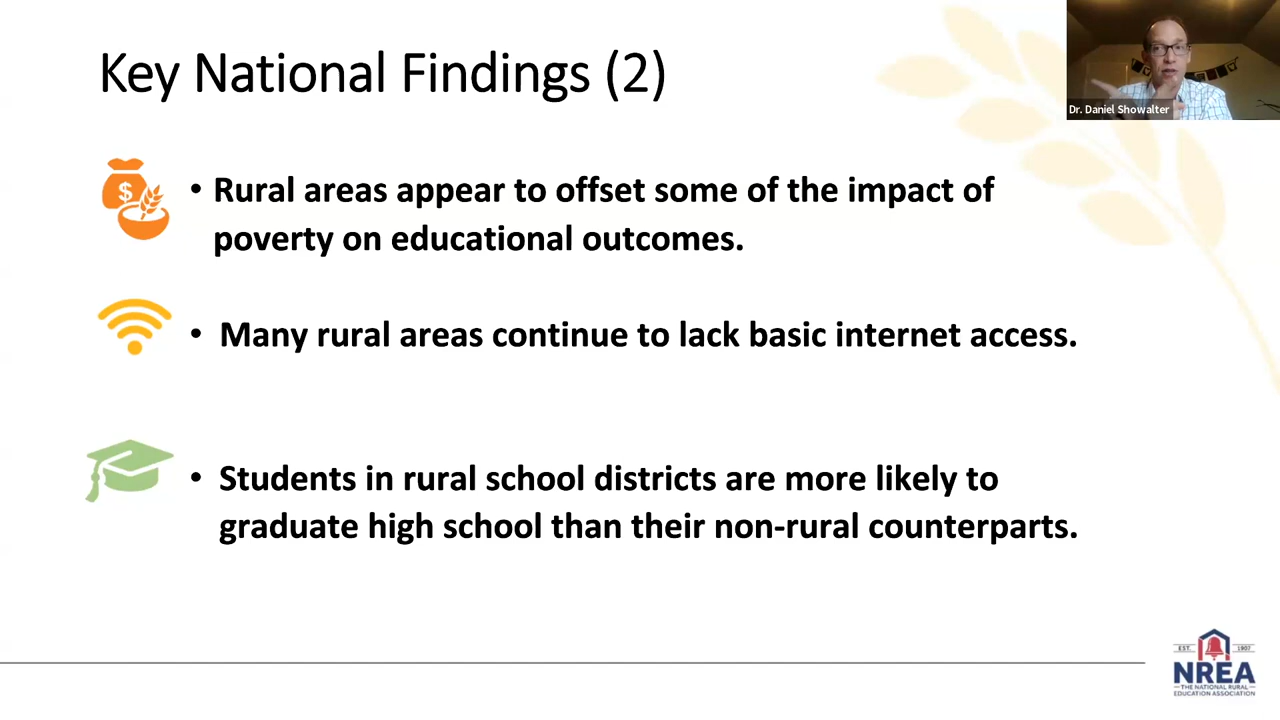 Key National Findings (2)
Dr. Daniel Showalter
$
• Rural areas appear to offset some of the impact of
poverty on educational outcomes.
• Many rural areas continue to lack basic internet access.
• Students in rural school districts are more likely to
graduate high school than their non-rural counterparts.
EST. 1907
NREA
THE NATIONAL RURAL
EDUCATION ASSOCIATION